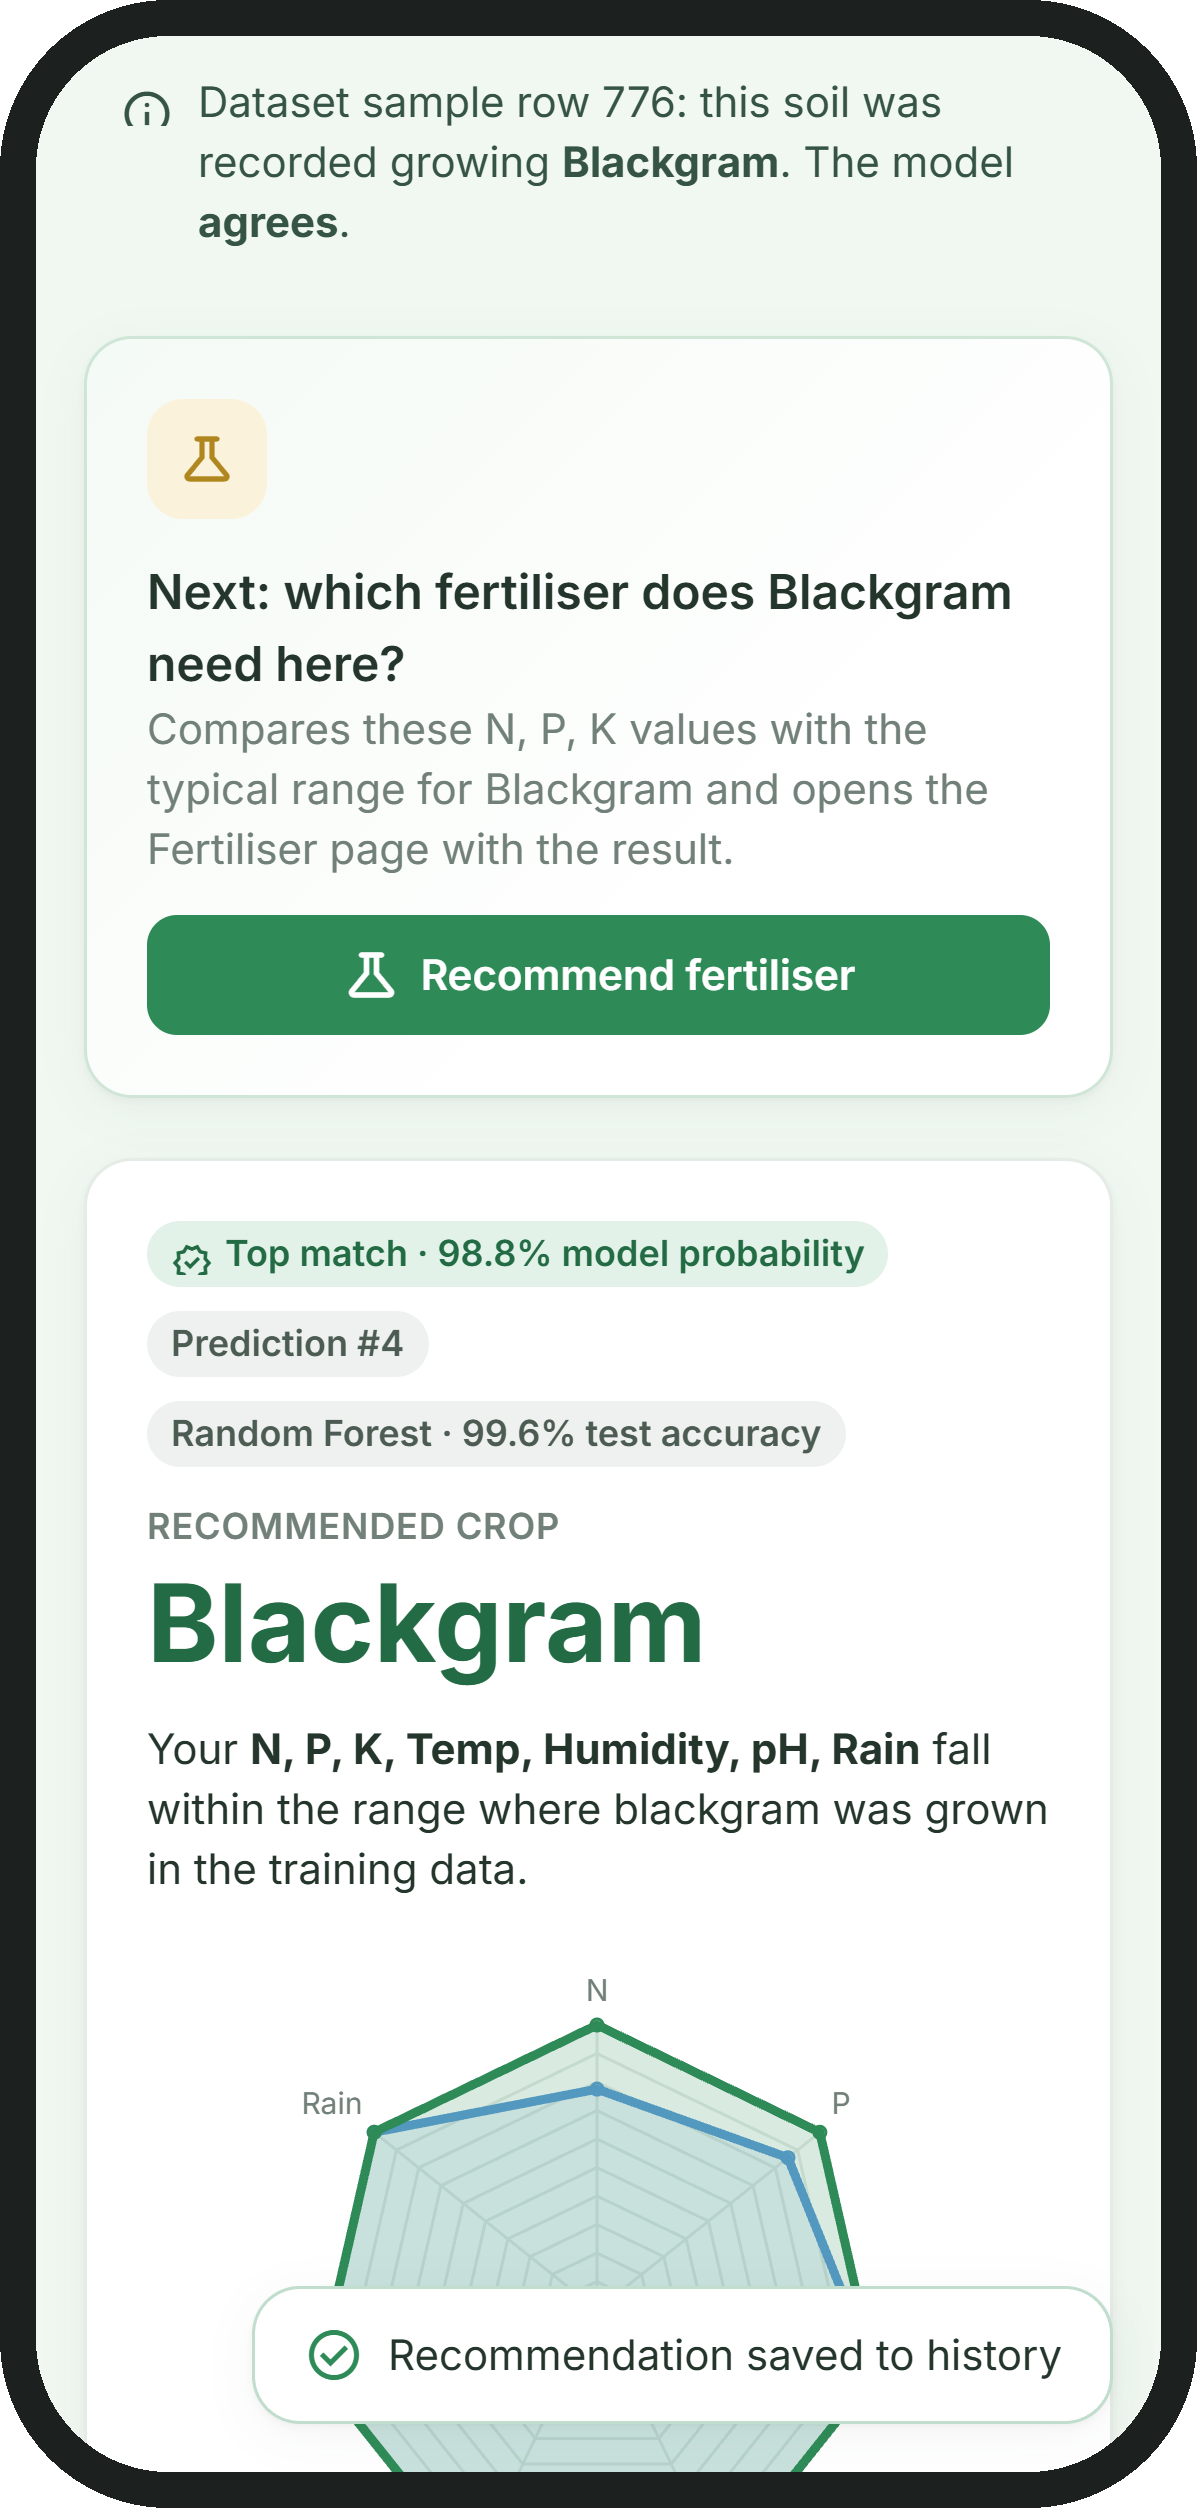 Dataset sample row 776: this soil was
recorded growing Blackgram. The model
agrees.
Next: which fertiliser does Blackgram
need here?
Compares these N, P, K values with the
typical range for Blackgram and opens the
Fertiliser page with the result.
Recommend fertiliser
Top match · 98.8% model probability
Prediction #4
Random Forest · 99.6% test accuracy
RECOMMENDED CROP
Blackgram
Your N, P, K, Temp, Humidity, pH, Rain fall
within the range where blackgram was grown
in the training data.
N
Rain
P
Recommendation saved to history